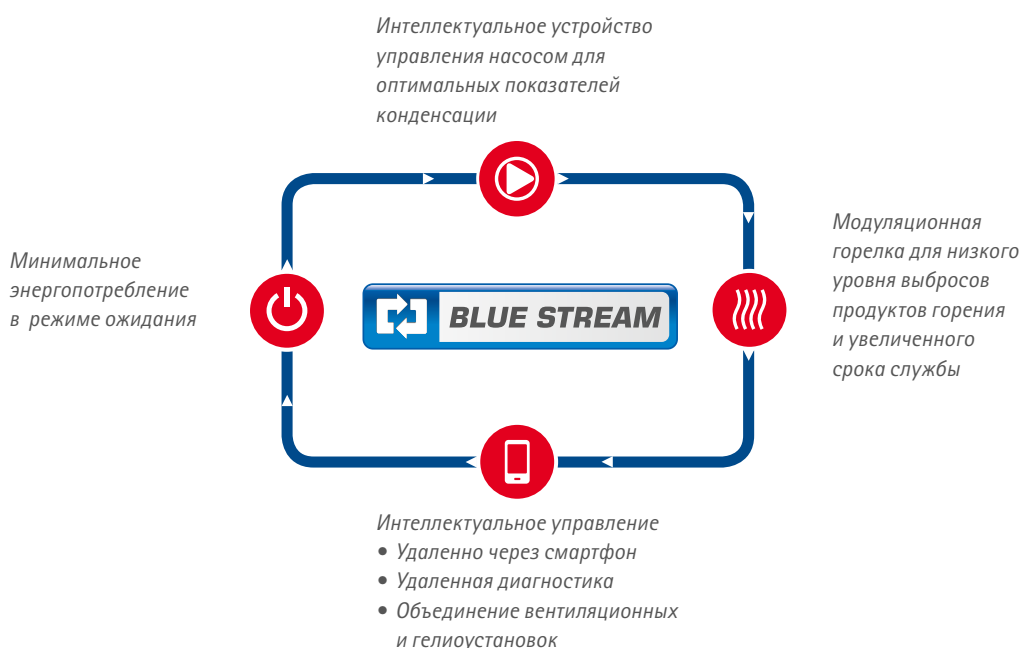 Интеллектуальное устройство
управления насосом для
оптимальных показателей
конденсации
Минимальное
энергопотребление
в режиме ожидания
BLUE STREAM
Модуляционная
горелка для низкого
уровня выбросов
продуктов горения
и увеличенного
срока службы
Интеллектуальное управление
• Удаленно через смартфон
• Удаленная диагностика
• Объединение вентиляционных
и гелиоустановок